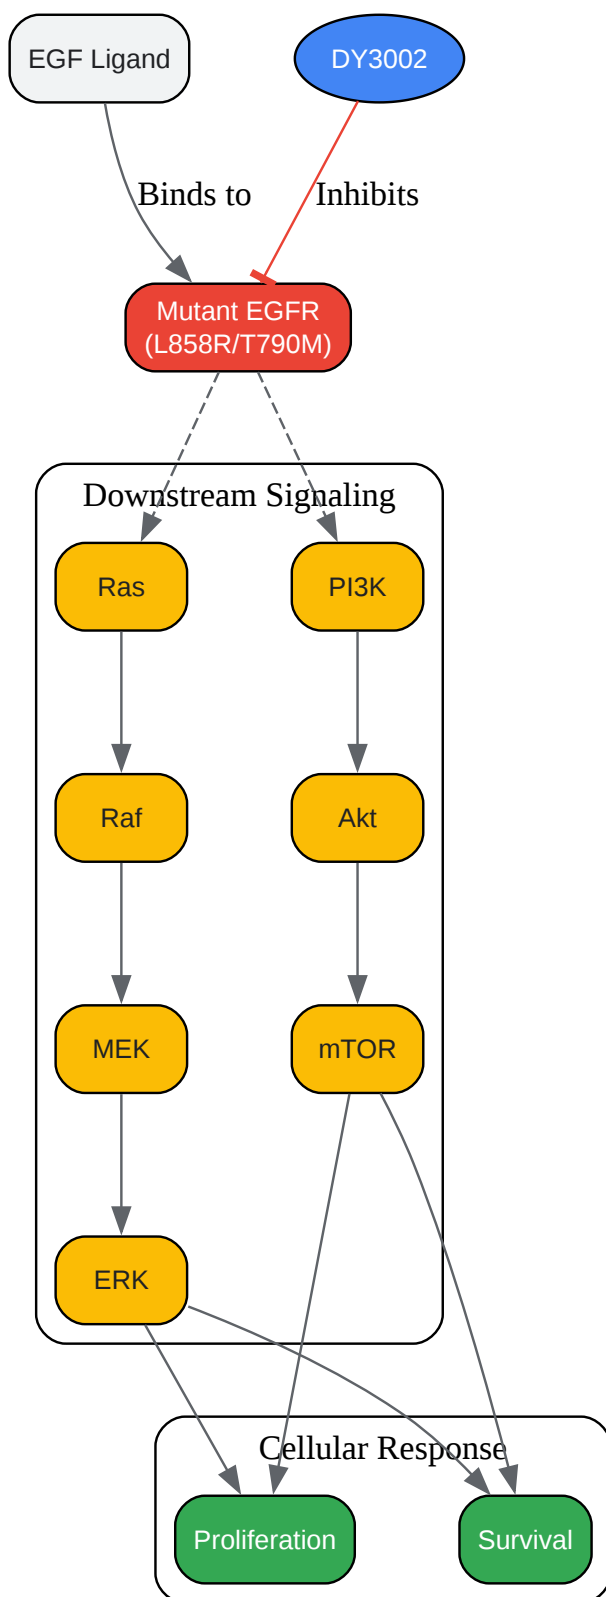 EGF Ligand
DY3002
Binds to
Inhibits
Mutant EGFR
(L858R/T790M)
Downstream Signaling
Ras
PI3K
Raf
Akt
MEK
mTOR
ERK
Cellular Response
Proliferation
Survival